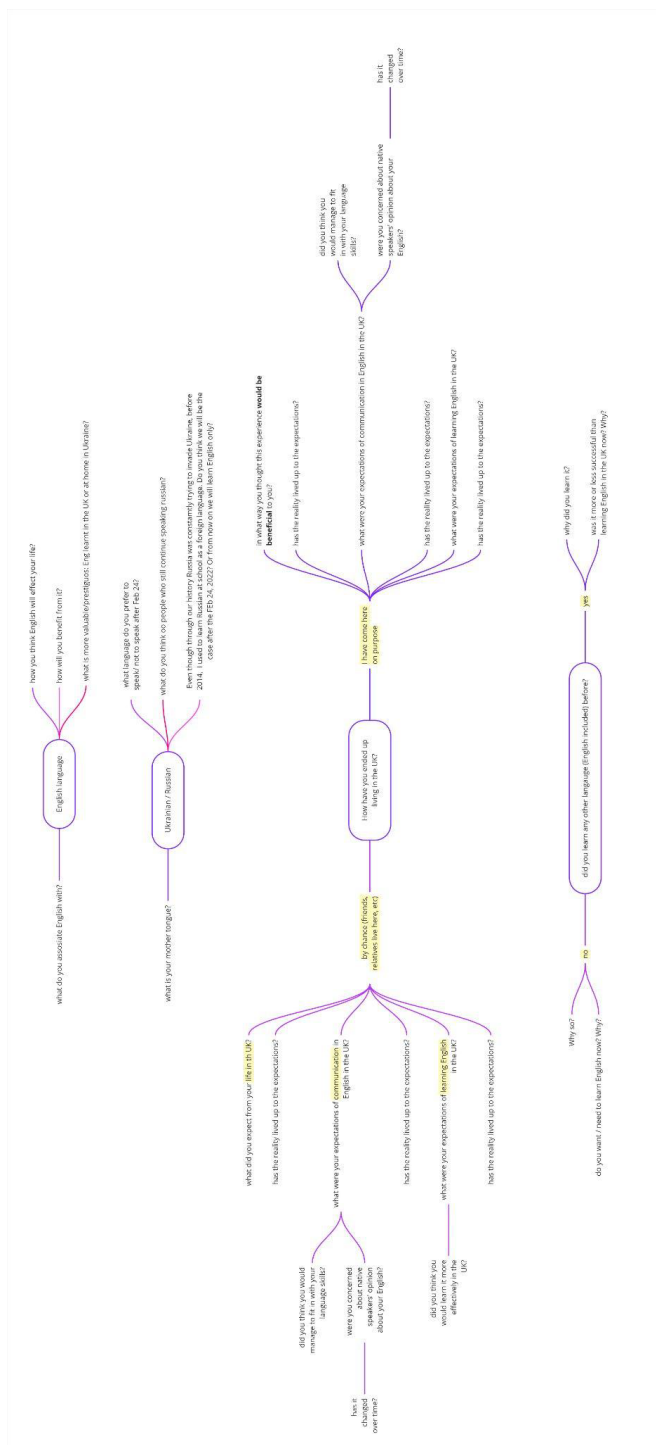 what do you assosiate English with?
English language
how you think English will effect your life?
how will you benefit from it?
what is more valuable/prestiguos: Eng learnt in the UK or at home in Ukraine?
what is your mother tongue?
Ukrainian / Russian
what language do you prefer to
speak/ not to speak after Feb 24?
what do you think oo people who still continue speaking russian?
Even though through our history Russia was constantly trying to invade Ukraine, before
2014, I used to learn Russian at school as a foreign language. Do you think we will be the
case after the FEb 24, 2022? Or from now on we will learn English only?
How have you ended up
living in the UK?
by chance (friends,
relatives live here, etc)
what did you expect from your life in th UK?
has the reality lived up to the expectations?
what were your expectations of communication in
English in the UK?
did you think you would
manage to fit in with your
language skills?
were you concerned
about native
speakers' opinion
about your English?
has it
changed
over time?
has the reality lived up to the expectations?
what were your expectations of learning English
in the UK?
did you think you
would learn it more
effectively in the
UK?
has the reality lived up to the expectations?
I have come here
on purpose
in what way you thought this experience would be
beneficial to you?
has the reality lived up to the expectations?
what were your expectations of communication in English in the UK?
did you think you
would manage to fit
in with your language
skills?
were you concerned about native
speakers' opinion about your
English?
has it
changed
over time?
has the reality lived up to the expectations?
what were your expectations of learning English in the UK?
has the reality lived up to the expectations?
did you learn any other langauge (English included) before?
no
Why so?
do you want / need to learn English now? Why?
yes
why did you learn it?
was it more or less successful than
learning English in the UK now? Why?